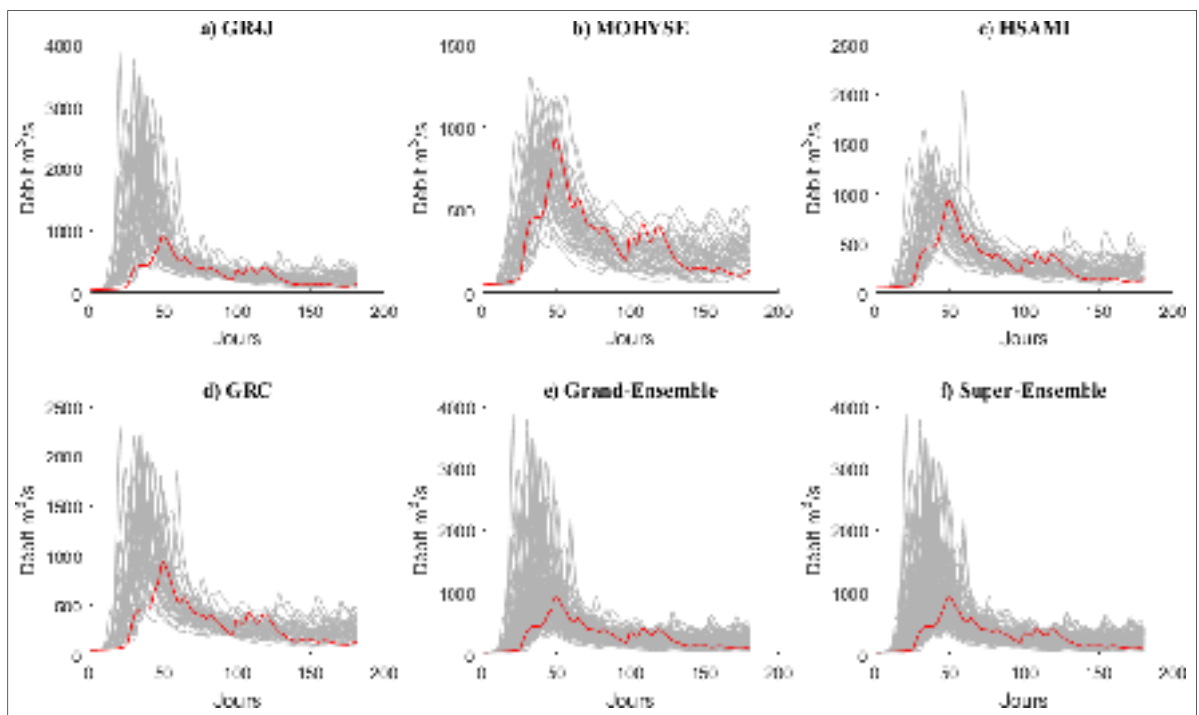 a) GR4J
4000
3000
2000
1000
0
Débit m³/s
0 50 100 150 200
Jours
b) MOHYSE
1500
1000
500
0
Débit m³/s
0 50 100 150 200
Jours
c) HSAMI
2500
2000
1500
1000
500
0
Débit m³/s
0 50 100 150 200
Jours
d) GRC
2500
2000
1500
1000
500
0
Débit m³/s
0 50 100 150 200
Jours
e) Grand-Ensemble
4000
3000
2000
1000
0
Débit m³/s
0 50 100 150 200
Jours
f) Super-Ensemble
4000
3000
2000
1000
0
Débit m³/s
0 50 100 150 200
Jours